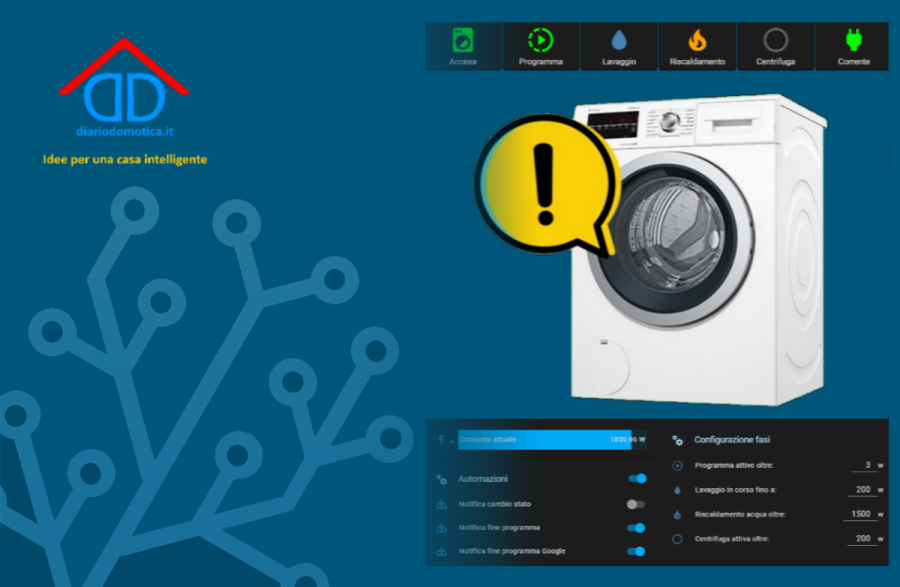 Accesa
Programma
Lavaggio
Riscaldamento
Centrifuga
Corrente
DD
diariodomotica.it
Idee per una casa intelligente
Consumo attuale 1830.96 W
Automazioni
Notifica cambio stato
Notifica fine programma
Notifica fine programma Google
Configurazione fasi
Programma attivo oltre: 3 W
Lavaggio in corso fino a: 200 W
Riscaldamento acqua oltre: 1500 W
Centrifuga attiva oltre: 200 W